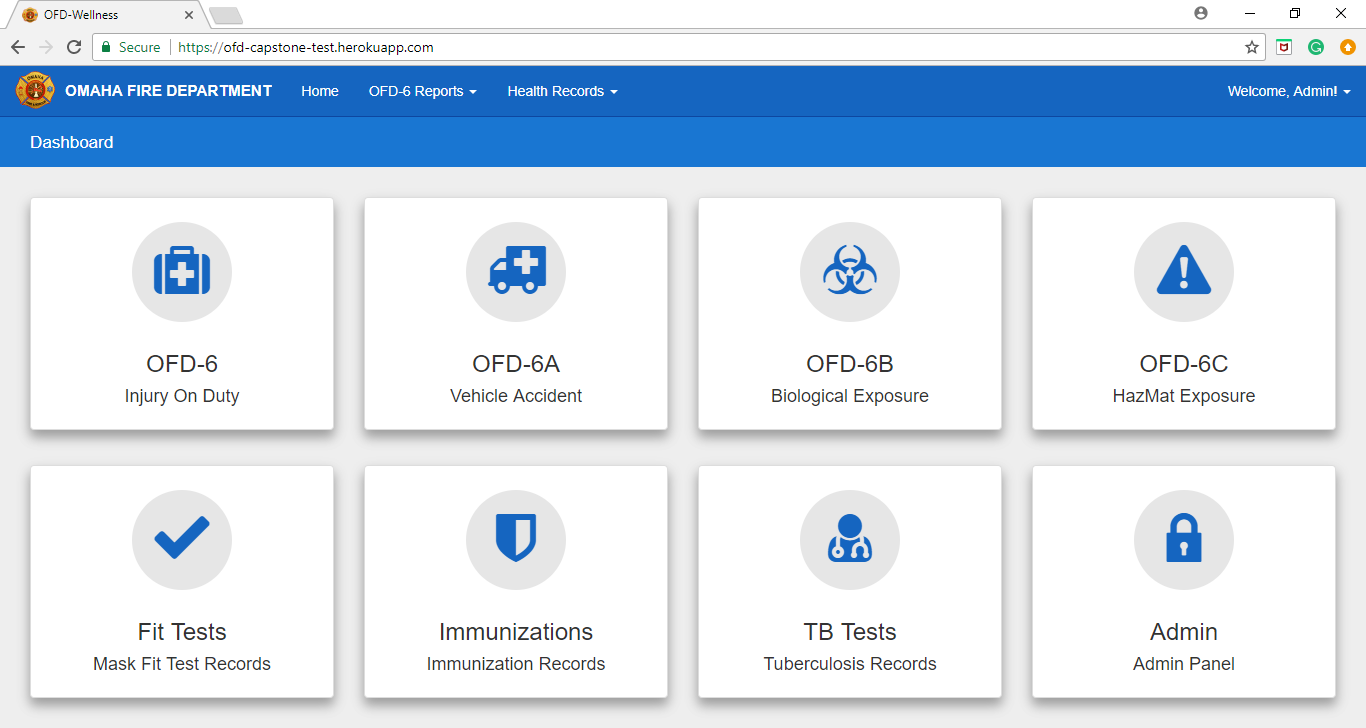 OFD-Wellness
Secure https://ofd-capstone-test.herokuapp.com
OMAHA FIRE DEPARTMENT Home OFD-6 Reports Health Records Welcome, Admin!
Dashboard
OFD-6 OFD-6A OFD-6B OFD-6C
Injury On Duty Vehicle Accident Biological Exposure HazMat Exposure
Fit Tests Immunizations TB Tests Admin
Mask Fit Test Records Immunization Records Tuberculosis Records Admin Panel